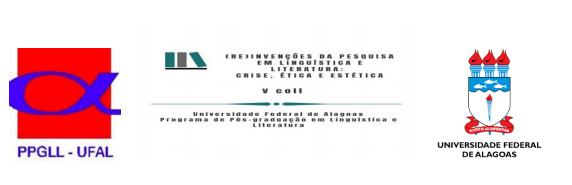 PPGLL - UFAL
(RE)INVENÇÕES DA PESQUISA
EM LINGUÍSTICA E
LITERATURA:
CRISE, ÉTICA E ESTÉTICA
V coll
Universidade Federal de Alagoas
Programa de Pós-graduação em Linguística e
Literatura
UNIVERSIDADE FEDERAL
DE ALAGOAS